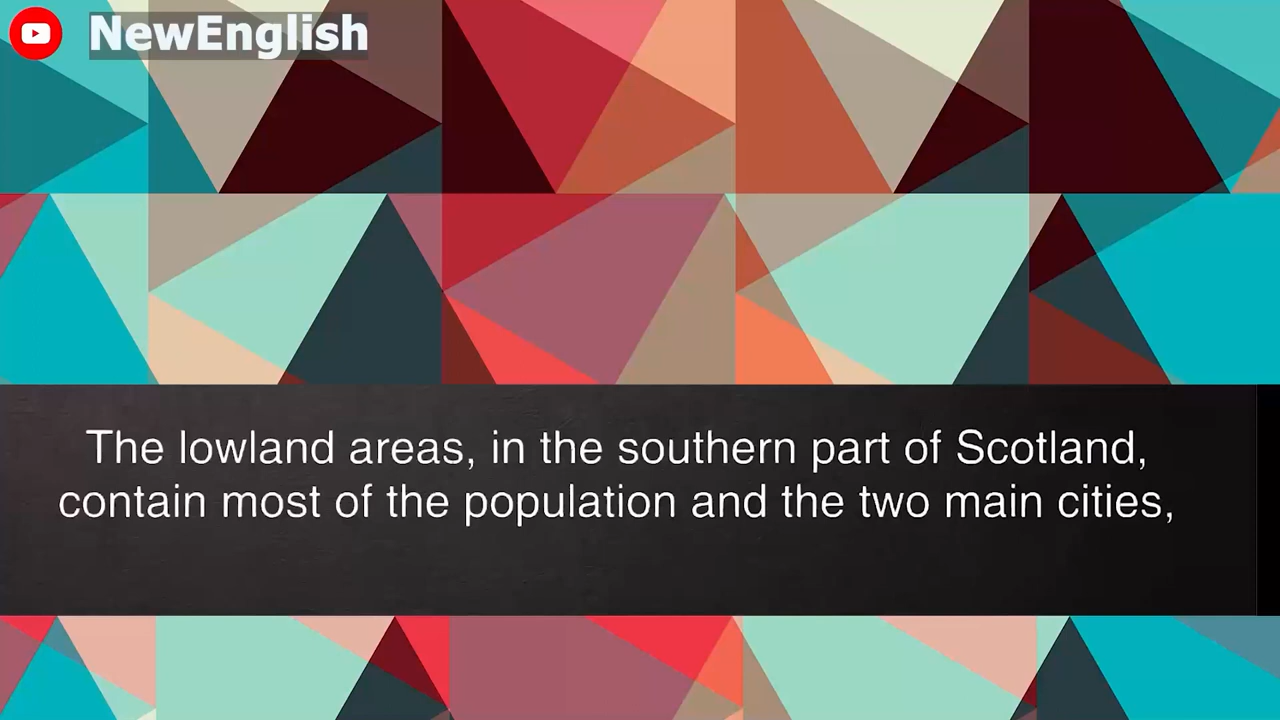 NewEnglish
The lowland areas, in the southern part of Scotland,
contain most of the population and the two main cities,